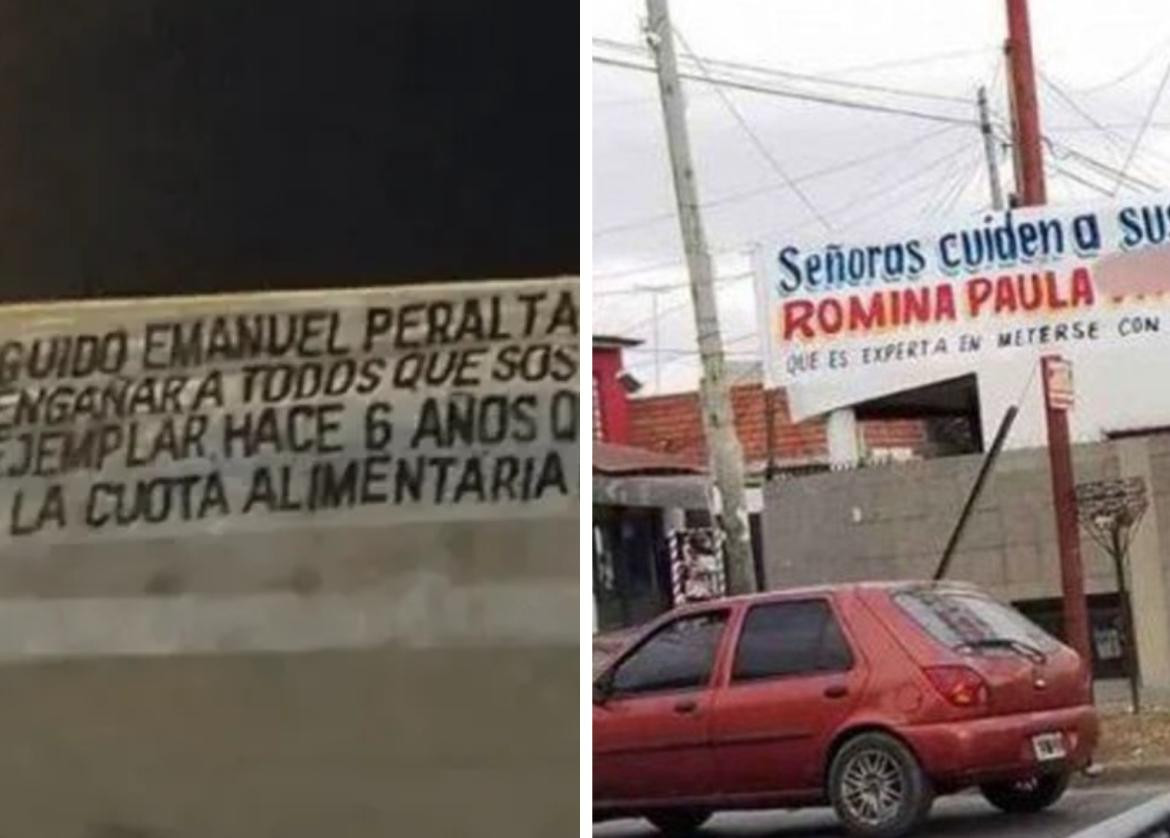 GUIDO EMANUEL PERALTA
ENGAÑAR A TODOS QUE SOS
EJEMPLAR, HACE 6 AÑOS Q
LA CUOTA ALIMENTARIA
Señoras cuiden a SUS
ROMINA PAULA ...
QUE ES EXPERTA EN METERSE CON